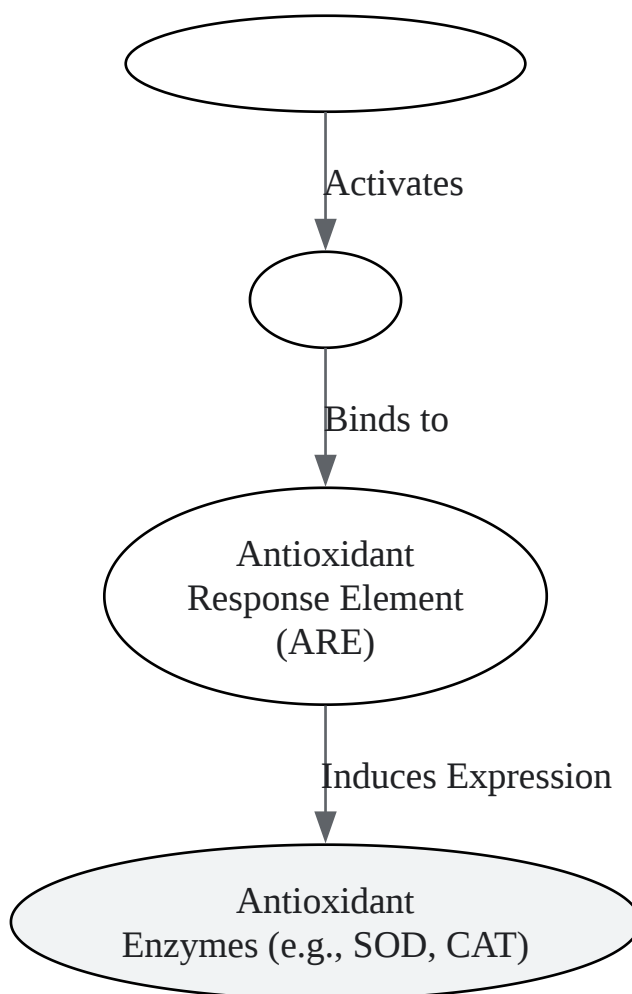 Activates
Binds to
Antioxidant
Response Element
(ARE)
Induces Expression
Antioxidant
Enzymes (e.g., SOD, CAT)